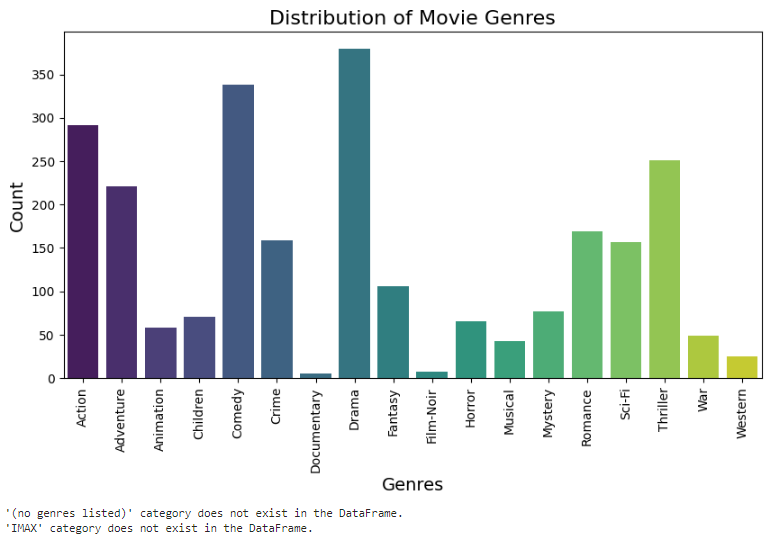 Distribution of Movie Genres
Count
350
300
250
200
150
100
50
0
Action
Adventure
Animation
Children
Comedy
Crime
Documentary
Drama
Fantasy
Film-Noir
Horror
Musical
Mystery
Romance
Sci-Fi
Thriller
War
Western
Genres
'(no genres listed)' category does not exist in the DataFrame.
'IMAX' category does not exist in the DataFrame.